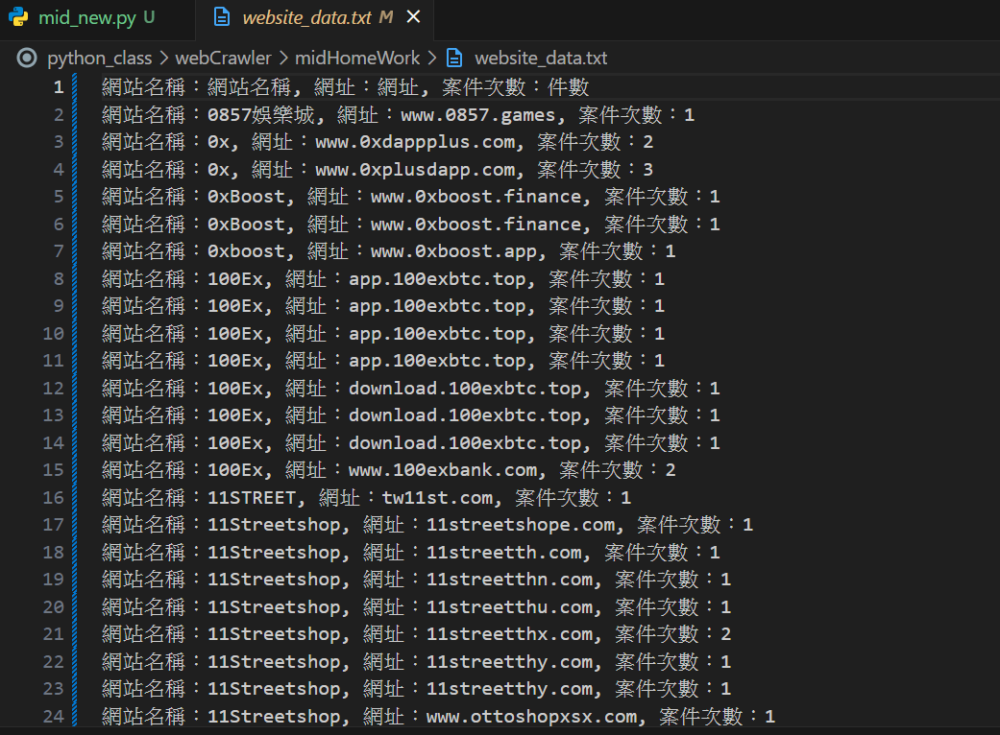 mid_new.py U website_data.txt M
python_class > webCrawler > midHomeWork > website_data.txt
1 網站名稱：網站名稱, 網址：網址, 案件次數：件數
2 網站名稱：0857娛樂城, 網址：www.0857.games, 案件次數：1
3 網站名稱：0x, 網址：www.0xdappplus.com, 案件次數：2
4 網站名稱：0x, 網址：www.0xplusdapp.com, 案件次數：3
5 網站名稱：0xBoost, 網址：www.0xboost.finance, 案件次數：1
6 網站名稱：0xBoost, 網址：www.0xboost.finance, 案件次數：1
7 網站名稱：0xboost, 網址：www.0xboost.app, 案件次數：1
8 網站名稱：100Ex, 網址：app.100exbtc.top, 案件次數：1
9 網站名稱：100Ex, 網址：app.100exbtc.top, 案件次數：1
10 網站名稱：100Ex, 網址：app.100exbtc.top, 案件次數：1
11 網站名稱：100Ex, 網址：app.100exbtc.top, 案件次數：1
12 網站名稱：100Ex, 網址：download.100exbtc.top, 案件次數：1
13 網站名稱：100Ex, 網址：download.100exbtc.top, 案件次數：1
14 網站名稱：100Ex, 網址：download.100exbtc.top, 案件次數：1
15 網站名稱：100Ex, 網址：www.100exbank.com, 案件次數：2
16 網站名稱：11STREET, 網址：tw11st.com, 案件次數：1
17 網站名稱：11Streetshop, 網址：11streetshope.com, 案件次數：1
18 網站名稱：11Streetshop, 網址：11streetth.com, 案件次數：1
19 網站名稱：11Streetshop, 網址：11streetthn.com, 案件次數：1
20 網站名稱：11Streetshop, 網址：11streetthu.com, 案件次數：1
21 網站名稱：11Streetshop, 網址：11streetthx.com, 案件次數：2
22 網站名稱：11Streetshop, 網址：11streetthy.com, 案件次數：1
23 網站名稱：11Streetshop, 網址：11streetthy.com, 案件次數：1
24 網站名稱：11Streetshop, 網址：www.ottoshopxsx.com, 案件次數：1